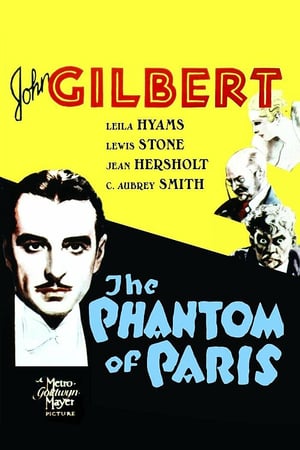 John GILBERT
LEILA HYAMS
LEWIS STONE
JEAN HERSHOLT
C. AUBREY SMITH
The
PHANTOM
OF PARIS
A Metro-
Goldwyn-
Mayer
PICTURE